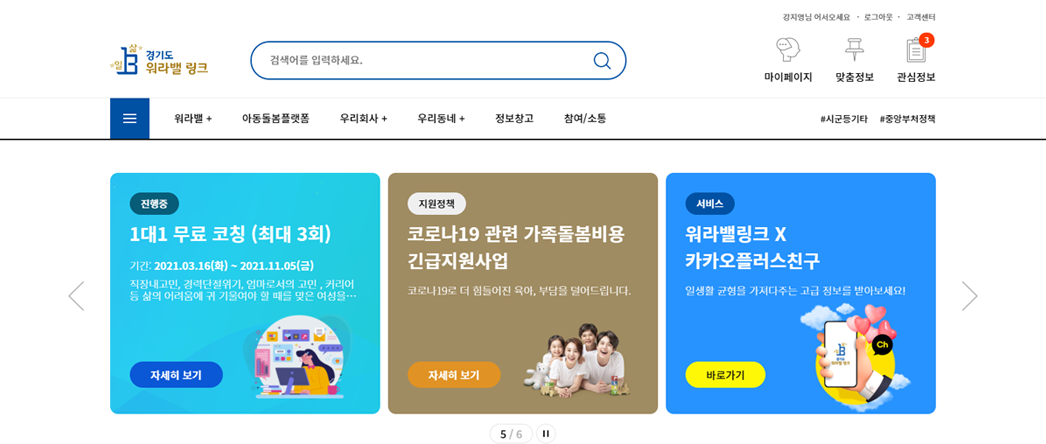 강지영님 어서오세요 · 로그아웃 · 고객센터
일 삶 B
경기도
워라밸 링크
검색어를 입력하세요.
3
마이페이지 맞춤정보 관심정보
워라밸 + 아동돌봄플랫폼 우리회사 + 우리동네 + 정보창고 참여/소통 #시군등기타 #중앙부처정책
진행중
1대1 무료 코칭 (최대 3회)
기간: 2021.03.16(화) ~ 2021.11.05(금)
직장내고민, 경력단절위기, 엄마로서의 고민 , 커리어
등 삶의 어려움에 귀 기울여야 할 때를 맞은 여성을…
자세히 보기
지원정책
코로나19 관련 가족돌봄비용
긴급지원사업
코로나19로 더 힘들어진 육아, 부담을 덜어드립니다.
자세히 보기
서비스
워라밸링크 X
카카오플러스친구
일생활 균형을 가져다주는 고급 정보를 받아보세요!
경기도
워라밸 링크
Ch
바로가기
5 / 6